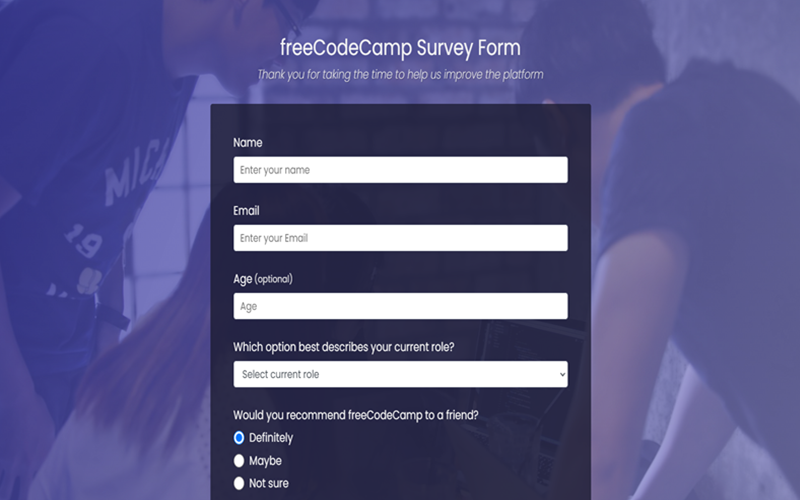 freeCodeCamp Survey Form
Thank you for taking the time to help us improve the platform
Name
Enter your name
Email
Enter your Email
Age (optional)
Age
Which option best describes your current role?
Select current role
Would you recommend freeCodeCamp to a friend?
Definitely
Maybe
Not sure
MICH
19